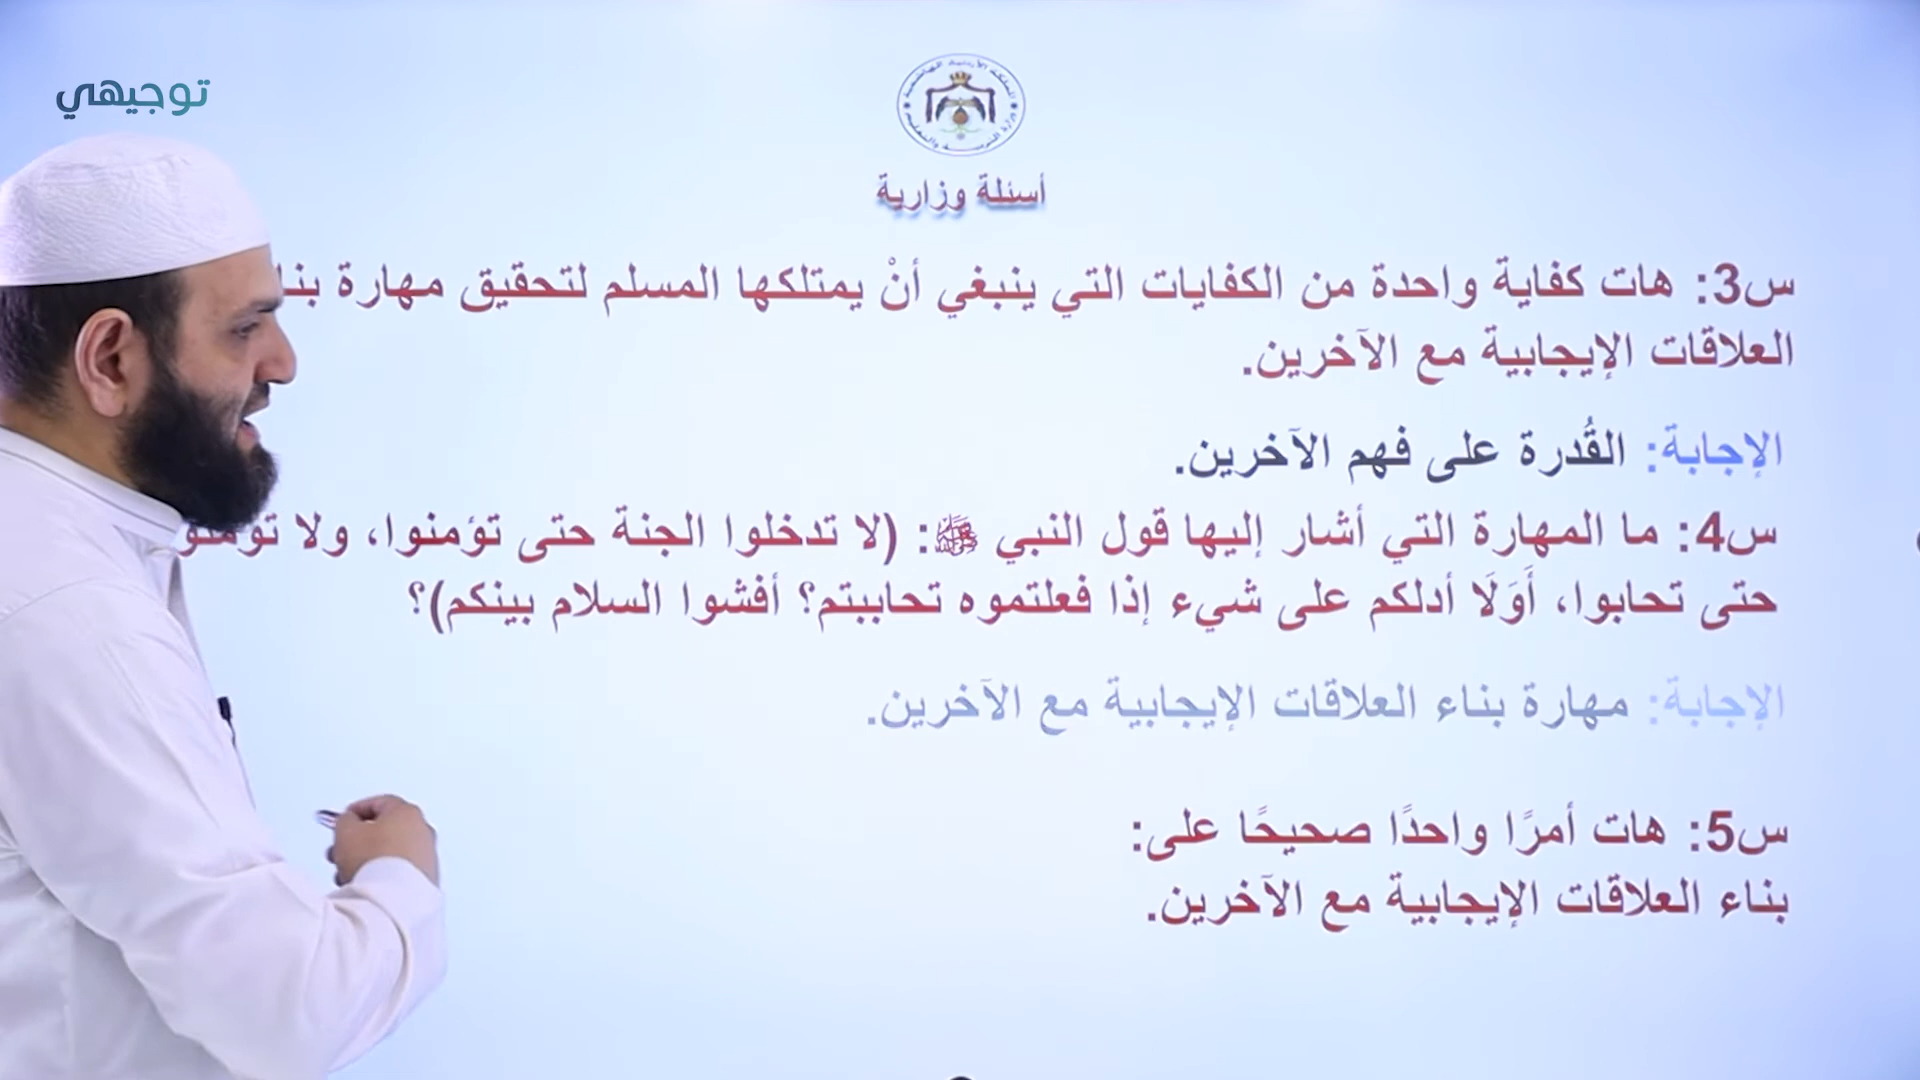 توجيهي
أسئلة وزارية
س3: هات كفاية واحدة من الكفايات التي ينبغي أنْ يمتلكها المسلم لتحقيق مهارة
العلاقات الإيجابية مع الآخرين.
الإجابة: القُدرة على فهم الآخرين.
س4: ما المهارة التي أشار إليها قول النبي ﷺ: (لا تدخلوا الجنة حتى تؤمنوا، ولا
حتى تحابوا، أَوَلَا أدلكم على شيء إذا فعلتموه تحاببتم؟ أفشوا السلام بينكم)؟
الإجابة: مهارة بناء العلاقات الإيجابية مع الآخرين.
س5: هات أمرًا واحدًا صحيحًا على:
بناء العلاقات الإيجابية مع الآخرين.